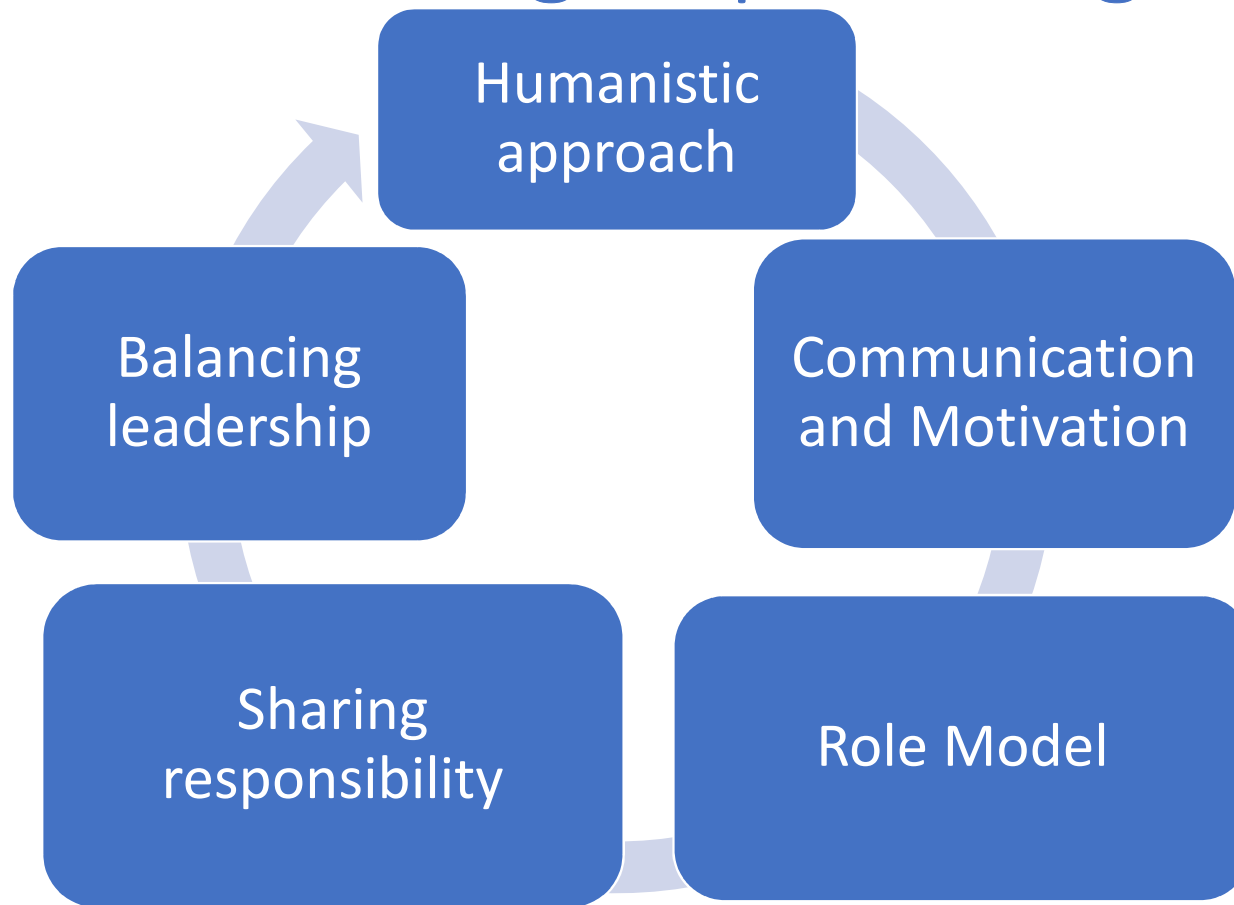 Humanistic
approach
Communication
and Motivation
Role Model
Sharing
responsibility
Balancing
leadership